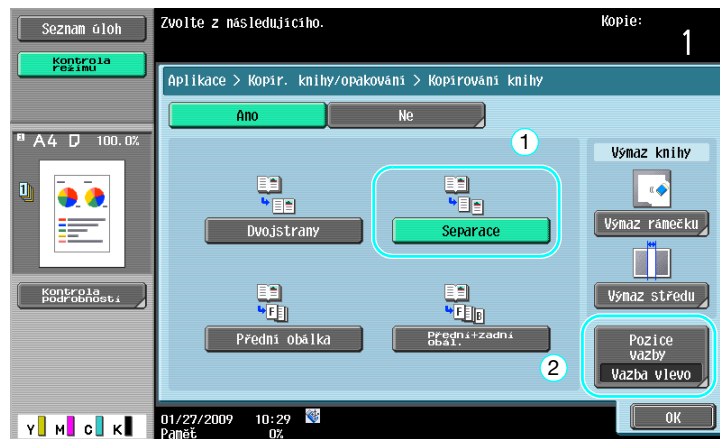 Seznam úloh
Kontrola
režimu
Zvolte z následujícího.
Kopie:
1
Aplikace > Kopír. knihy/opakování > Kopírování knihy
Ano
Ne
A4
100.0%
1
Výmaz knihy
Dvojstrany
Separace
Výmaz rámečku
Kontrola
podrobností
F
F
B
Výmaz středu
Přední obálka
Přední+zadní
obál.
2
Pozice
vazby
Vazba vlevo
OK
Y
M
C
K
01/27/2009
10:29
Paměť
0%